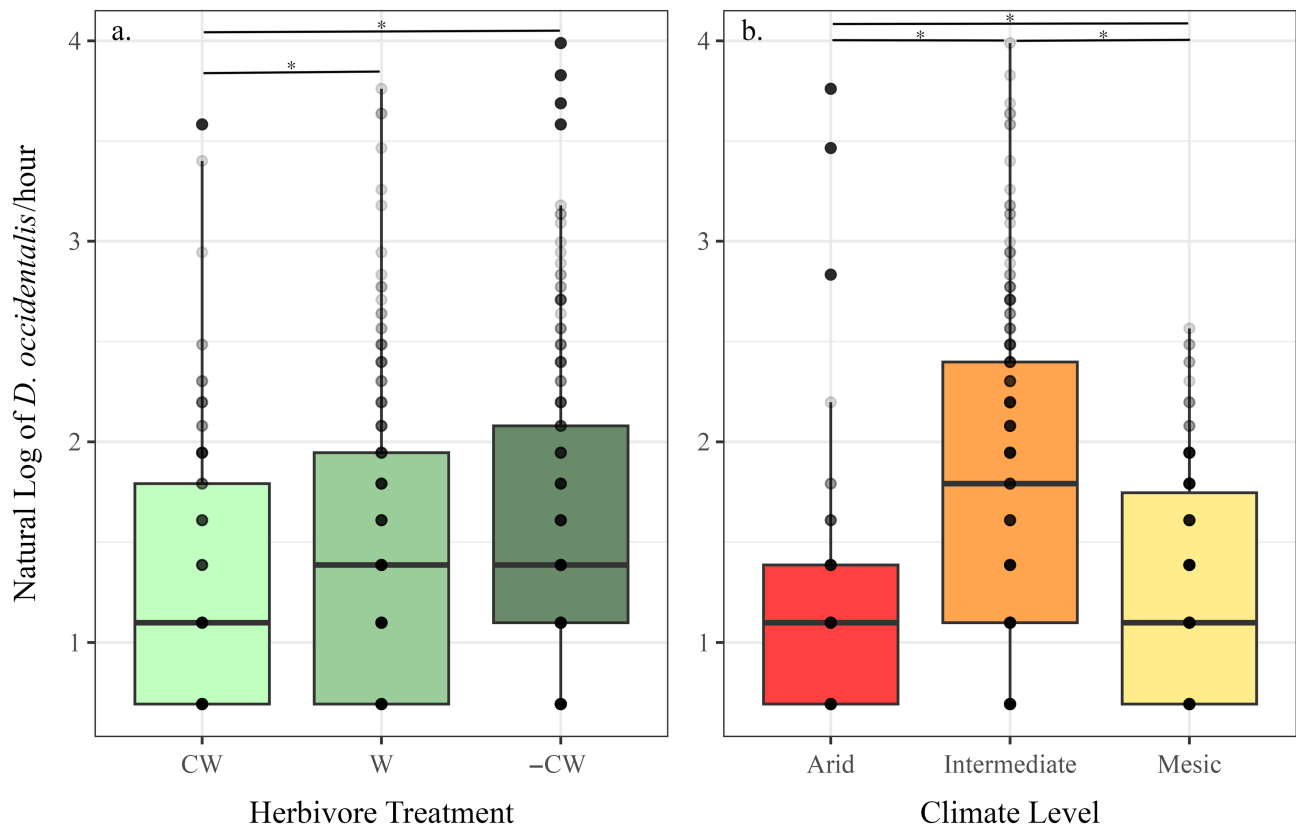 Natural Log of D. occidentalis/hour
a.
*
*
4
3
2
1
CW
W
−CW
Herbivore Treatment
b.
*
*
*
4
3
2
1
Arid
Intermediate
Mesic
Climate Level